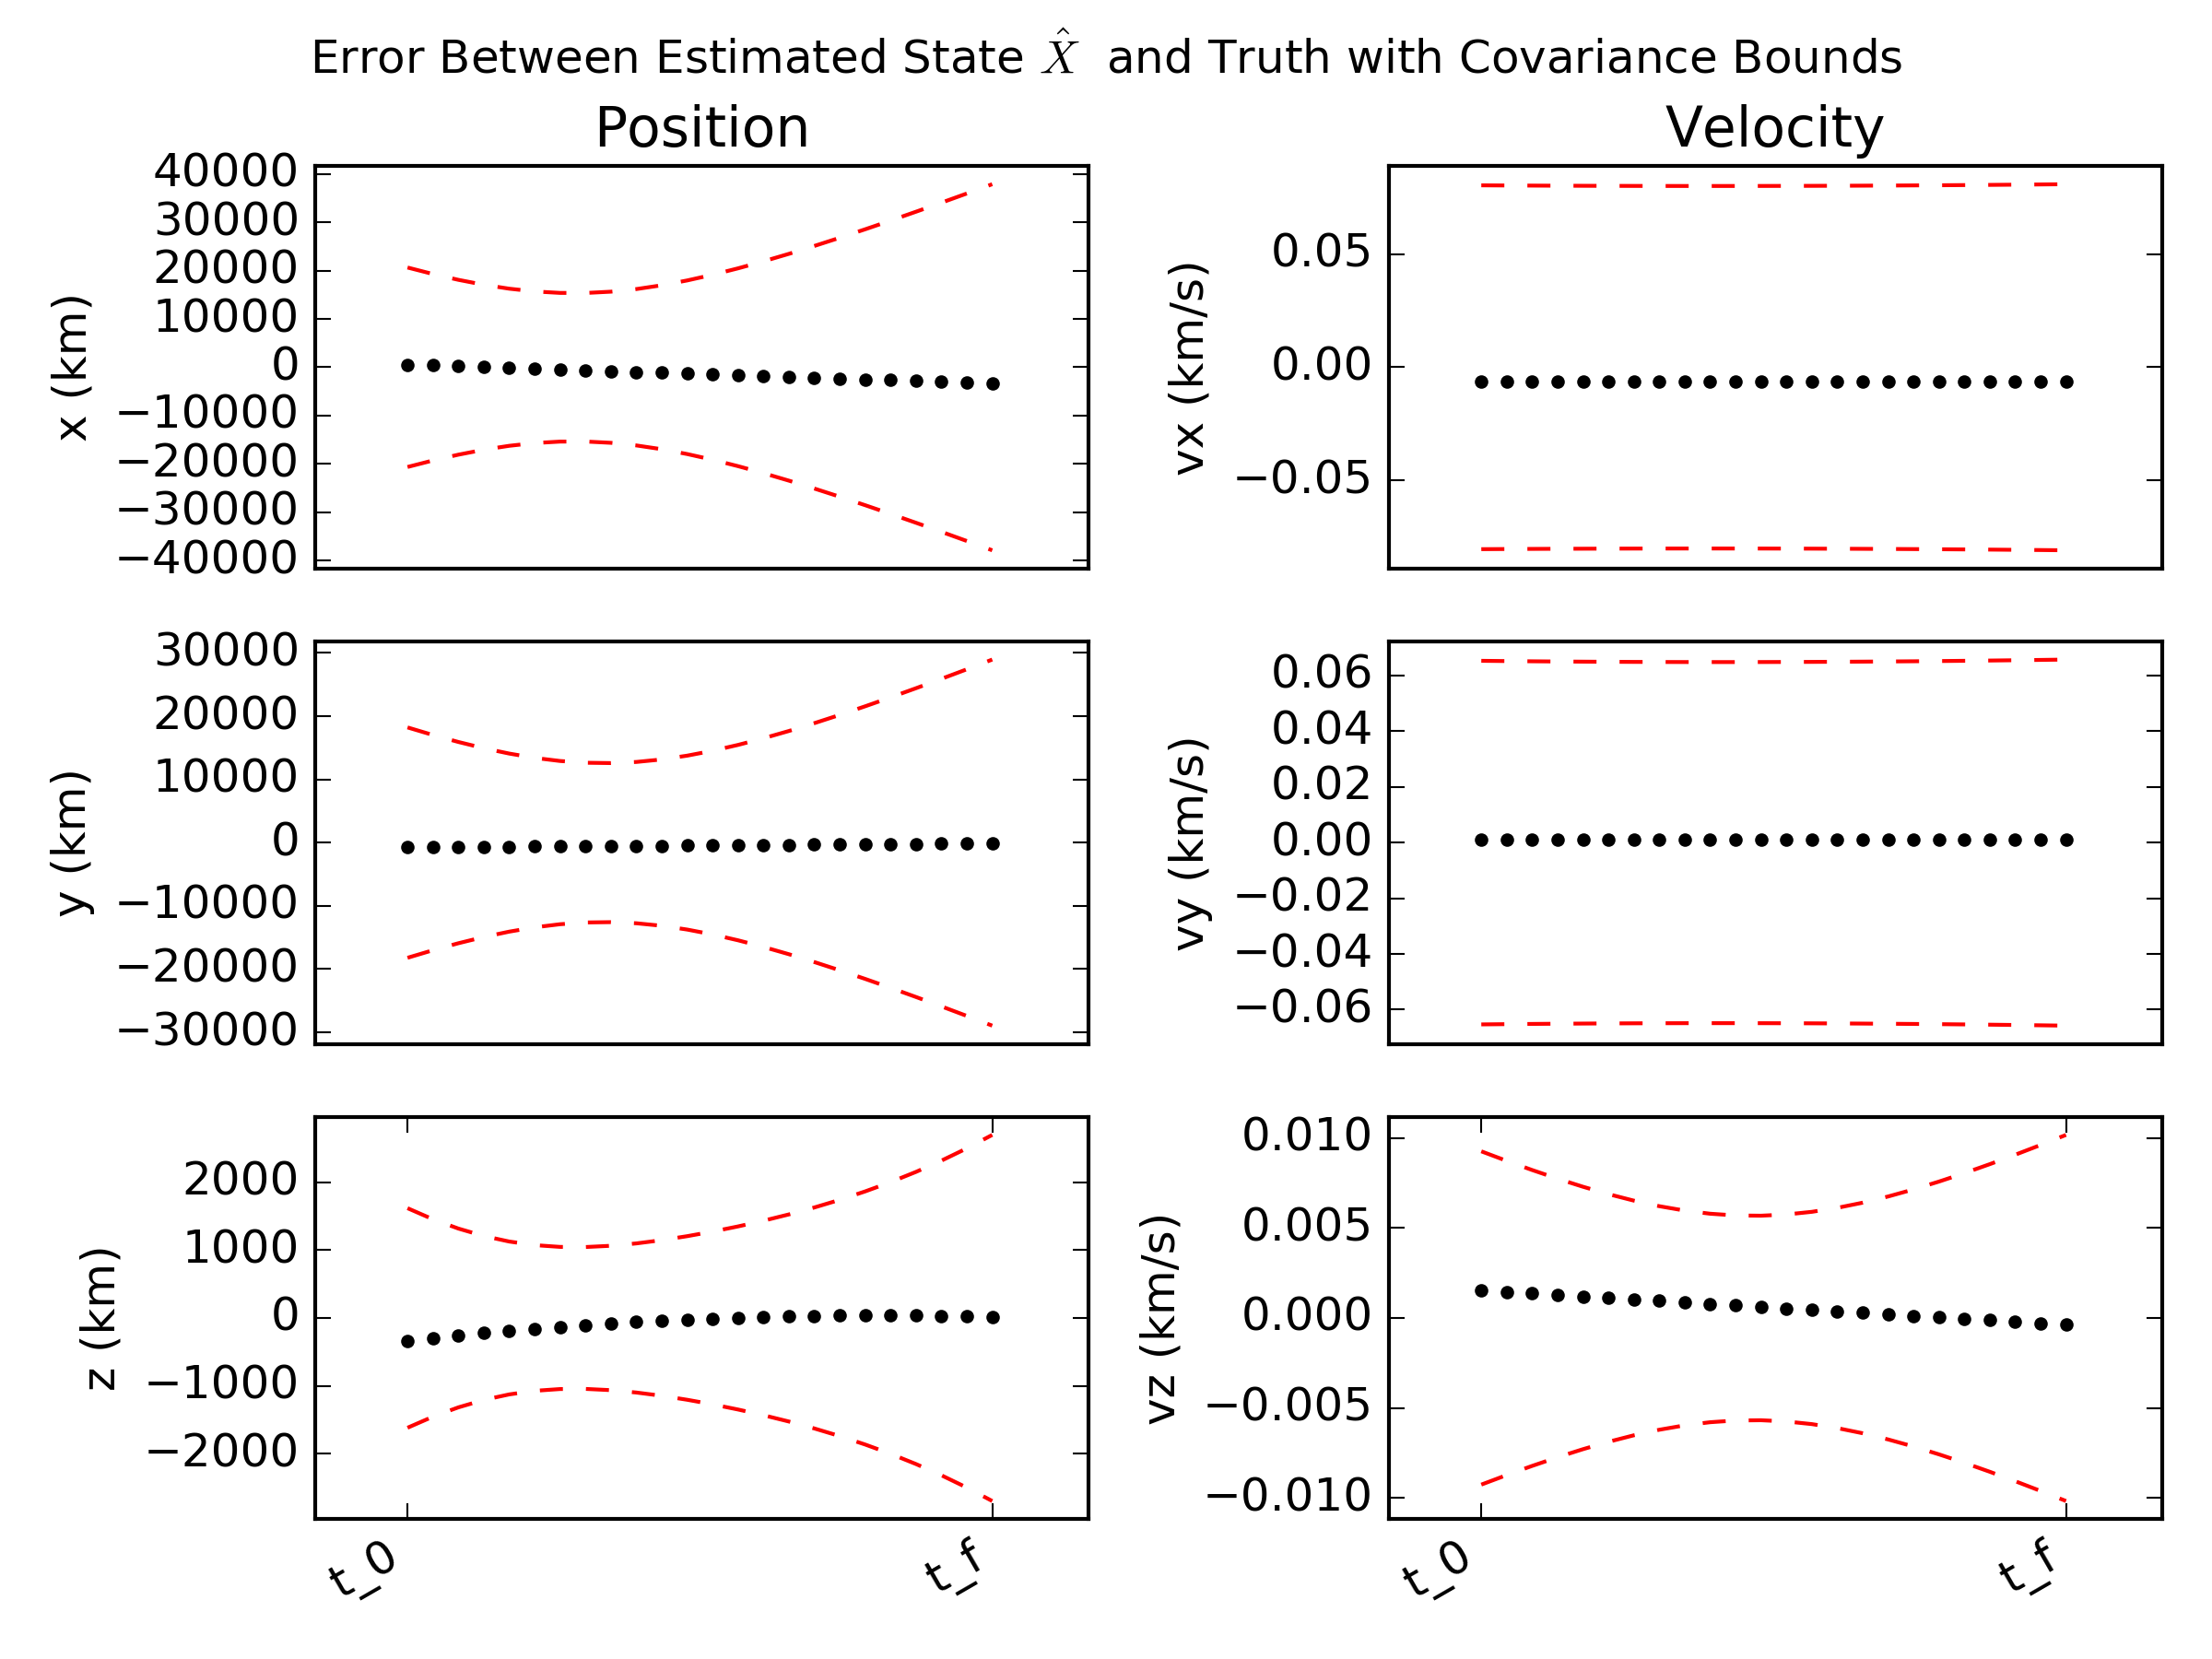 Error Between Estimated State X̂ and Truth with Covariance Bounds
Position
Velocity
x (km)
40000
30000
20000
10000
0
−10000
−20000
−30000
−40000
vx (km/s)
0.05
0.00
−0.05
y (km)
30000
20000
10000
0
−10000
−20000
−30000
vy (km/s)
0.06
0.04
0.02
0.00
−0.02
−0.04
−0.06
z (km)
2000
1000
0
−1000
−2000
vz (km/s)
0.010
0.005
0.000
−0.005
−0.010
t_0
t_f
t_0
t_f